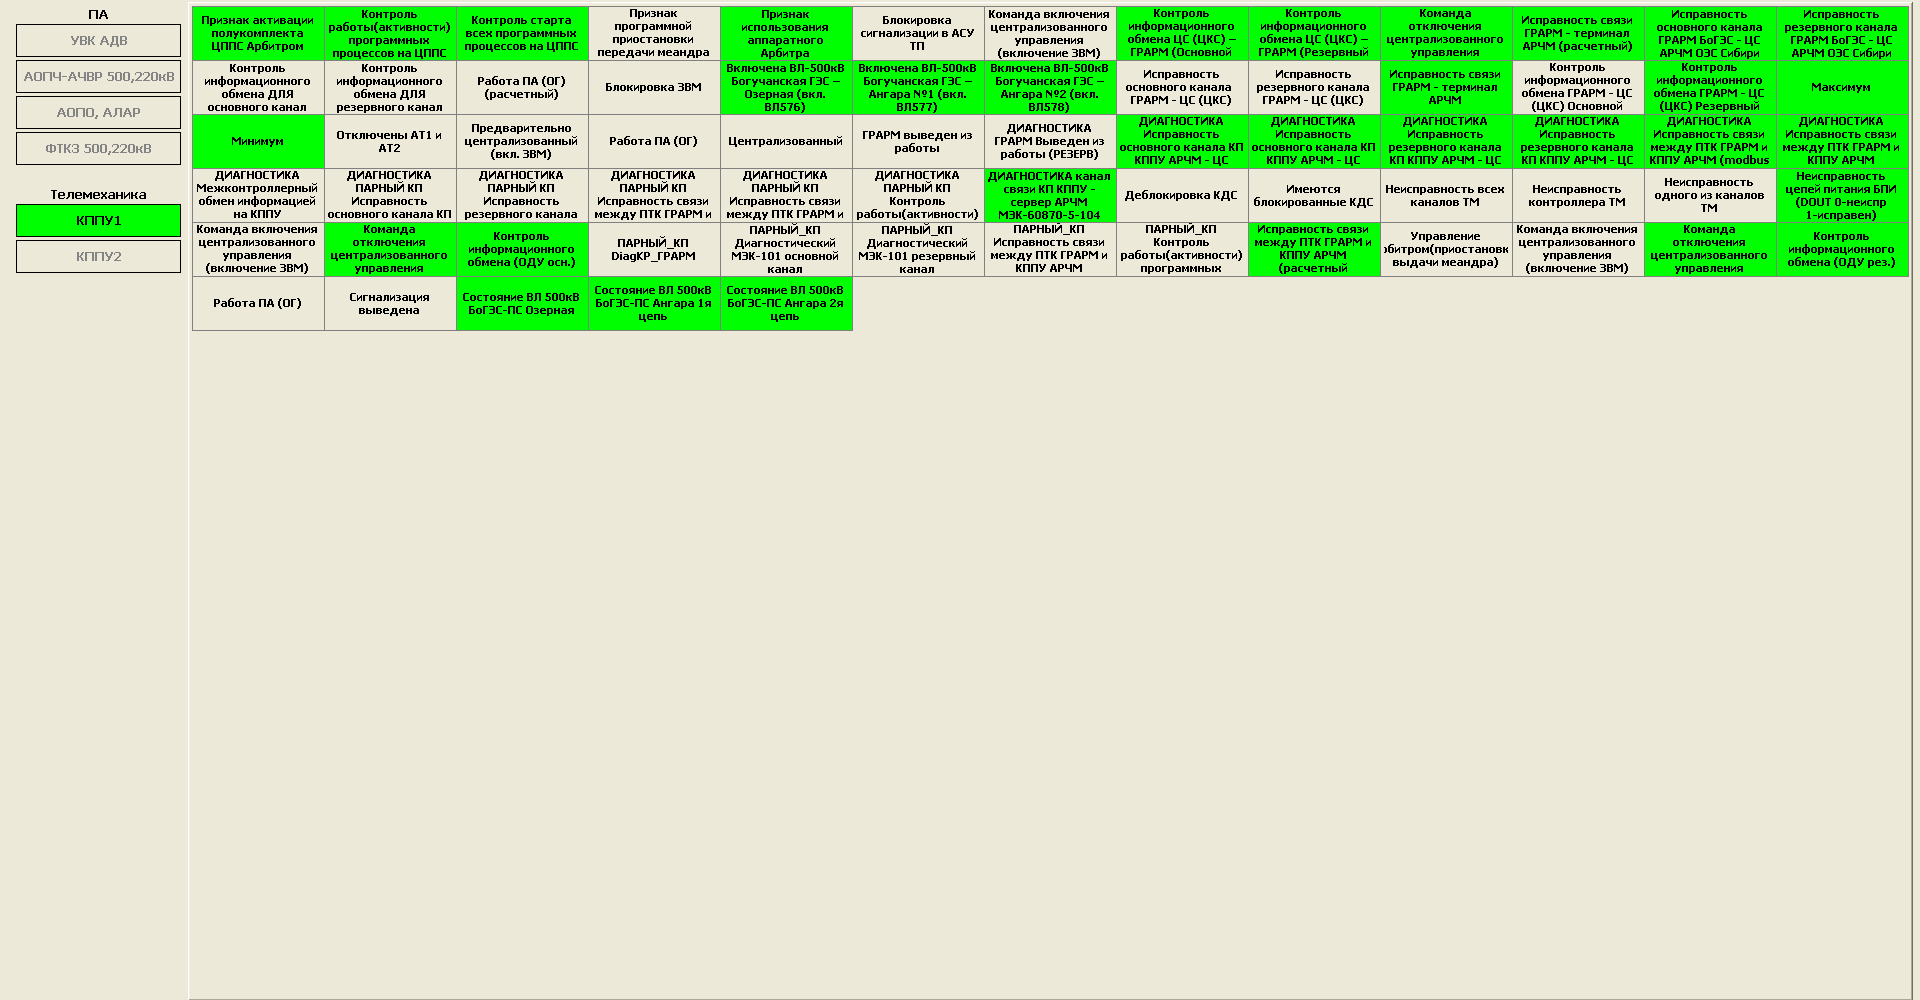 ПА
УВК АДВ
АОПЧ-АЧВР 500,220кВ
АОПО, АЛАР
ФТКЗ 500,220кВ
Телемеханика
КППУ1
КППУ2
Признак активации
полукомплекта
ЦППС Арбитром
Контроль
работы(активности)
программных
процессов на ЦППС
Контроль старта
всех программных
процессов на ЦППС
Признак
программной
приостановки
передачи меандра
Признак
использования
аппаратного
Арбитра
Блокировка
сигнализации в АСУ
ТП
Команда включения
централизованного
управления
(включение ЗВМ)
Контроль
информационного
обмена ЦС (ЦКС) –
ГРАРМ (Основной
Контроль
информационного
обмена ЦС (ЦКС) –
ГРАРМ (Резервный
Команда
отключения
централизованного
управления
Исправность связи
ГРАРМ - терминал
АРЧМ (расчетный)
Исправность
основного канала
ГРАРМ БоГЭС - ЦС
АРЧМ ОЭС Сибири
Исправность
резервного канала
ГРАРМ БоГЭС - ЦС
АРЧМ ОЭС Сибири
Контроль
информационного
обмена ДЛЯ
основного канал
Контроль
информационного
обмена ДЛЯ
резервного канал
Работа ПА (ОГ)
(расчетный)
Блокировка ЗВМ
Включена ВЛ-500кВ
Богучанская ГЭС –
Озерная (вкл.
ВЛ576)
Включена ВЛ-500кВ
Богучанская ГЭС –
Ангара №1 (вкл.
ВЛ577)
Включена ВЛ-500кВ
Богучанская ГЭС –
Ангара №2 (вкл.
ВЛ578)
Исправность
основного канала
ГРАРМ - ЦС (ЦКС)
Исправность
резервного канала
ГРАРМ - ЦС (ЦКС)
Исправность связи
ГРАРМ - терминал
АРЧМ
Контроль
информационного
обмена ГРАРМ - ЦС
(ЦКС) Основной
Контроль
информационного
обмена ГРАРМ - ЦС
(ЦКС) Резервный
Максимум
Минимум
Отключены АТ1 и
АТ2
Предварительно
централизованный
(вкл. ЗВМ)
Работа ПА (ОГ)
Централизованный
ГРАРМ выведен из
работы
ДИАГНОСТИКА
ГРАРМ Выведен из
работы (РЕЗЕРВ)
ДИАГНОСТИКА
Исправность
основного канала КП
КППУ АРЧМ - ЦС
ДИАГНОСТИКА
Исправность
основного канала КП
КППУ АРЧМ - ЦС
ДИАГНОСТИКА
Исправность
резервного канала
КП КППУ АРЧМ - ЦС
ДИАГНОСТИКА
Исправность
резервного канала
КП КППУ АРЧМ - ЦС
ДИАГНОСТИКА
Исправность связи
между ПТК ГРАРМ и
КППУ АРЧМ (modbus
ДИАГНОСТИКА
Исправность связи
между ПТК ГРАРМ и
КППУ АРЧМ
ДИАГНОСТИКА
Межконтроллерный
обмен информацией
на КППУ
ДИАГНОСТИКА
ПАРНЫЙ КП
Исправность
основного канала КП
ДИАГНОСТИКА
ПАРНЫЙ КП
Исправность
резервного канала
ДИАГНОСТИКА
ПАРНЫЙ КП
Исправность связи
между ПТК ГРАРМ и
ДИАГНОСТИКА
ПАРНЫЙ КП
Исправность связи
между ПТК ГРАРМ и
ДИАГНОСТИКА
ПАРНЫЙ КП
Контроль
работы(активности)
ДИАГНОСТИКА канал
связи КП КППУ -
сервер АРЧМ
МЭК-60870-5-104
Деблокировка КДС
Имеются
блокированные КДС
Неисправность всех
каналов ТМ
Неисправность
контроллера ТМ
Неисправность
одного из каналов
ТМ
Неисправность
цепей питания БПИ
(DOUT 0-неиспр
1-исправен)
Команда включения
централизованного
управления
(включение ЗВМ)
Команда
отключения
централизованного
управления
Контроль
информационного
обмена (ОДУ осн.)
ПАРНЫЙ_КП
DiagKP_ГРАРМ
ПАРНЫЙ_КП
Диагностический
МЭК-101 основной
канал
ПАРНЫЙ_КП
Диагностический
МЭК-101 резервный
канал
ПАРНЫЙ_КП
Исправность связи
между ПТК ГРАРМ и
КППУ АРЧМ
ПАРНЫЙ_КП
Контроль
работы(активности)
программных
Исправность связи
между ПТК ГРАРМ и
КППУ АРЧМ
(расчетный
Управление
рбитром(приостановк
выдачи меандра)
Команда включения
централизованного
управления
(включение ЗВМ)
Команда
отключения
централизованного
управления
Контроль
информационного
обмена (ОДУ рез.)
Работа ПА (ОГ)
Сигнализация
выведена
Состояние ВЛ 500кВ
БоГЭС-ПС Озерная
Состояние ВЛ 500кВ
БоГЭС-ПС Ангара 1я
цепь
Состояние ВЛ 500кВ
БоГЭС-ПС Ангара 2я
цепь